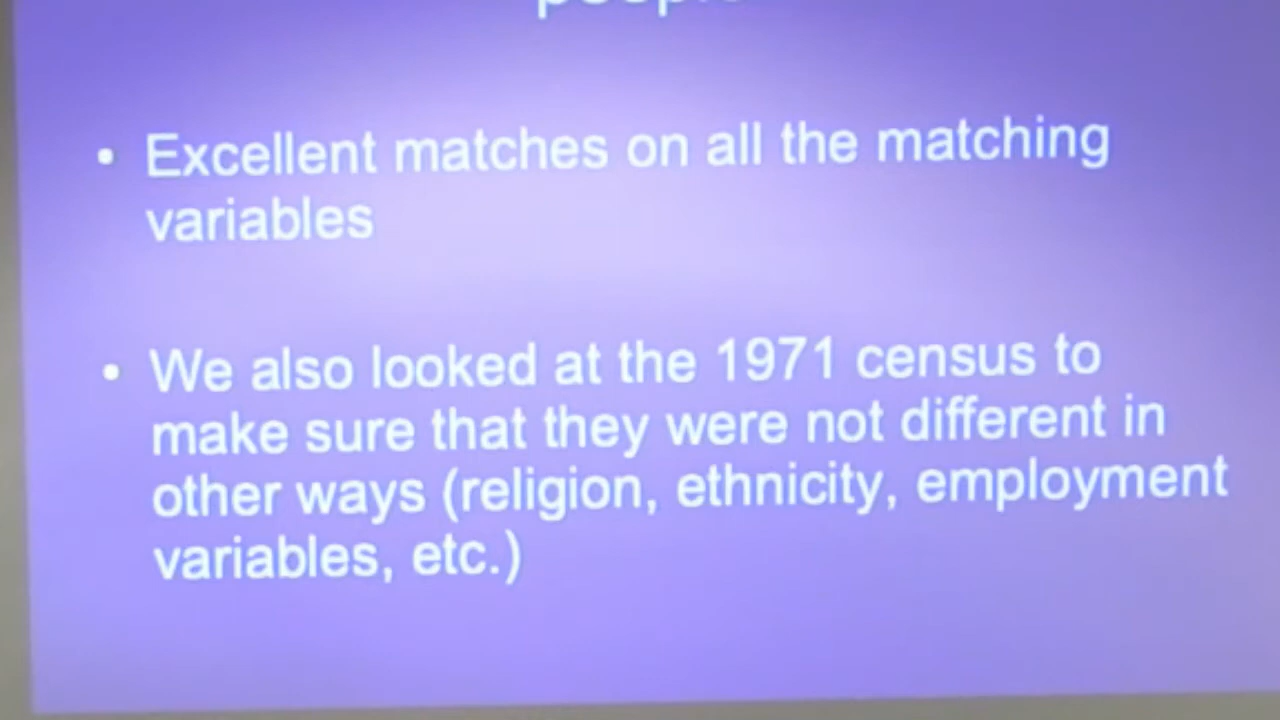 • Excellent matches on all the matching
variables
• We also looked at the 1971 census to
make sure that they were not different in
other ways (religion, ethnicity, employment
variables, etc.)